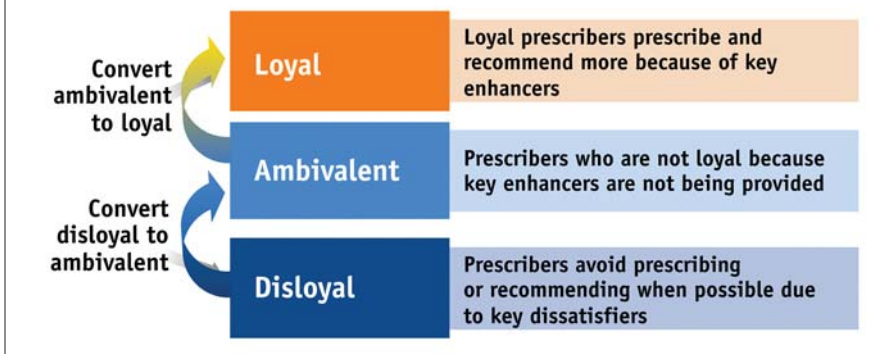 Convert
ambivalent
to loyal
Loyal
Loyal prescribers prescribe and
recommend more because of key
enhancers
Ambivalent
Prescribers who are not loyal because
key enhancers are not being provided
Convert
disloyal to
ambivalent
Disloyal
Prescribers avoid prescribing
or recommending when possible due
to key dissatisfiers